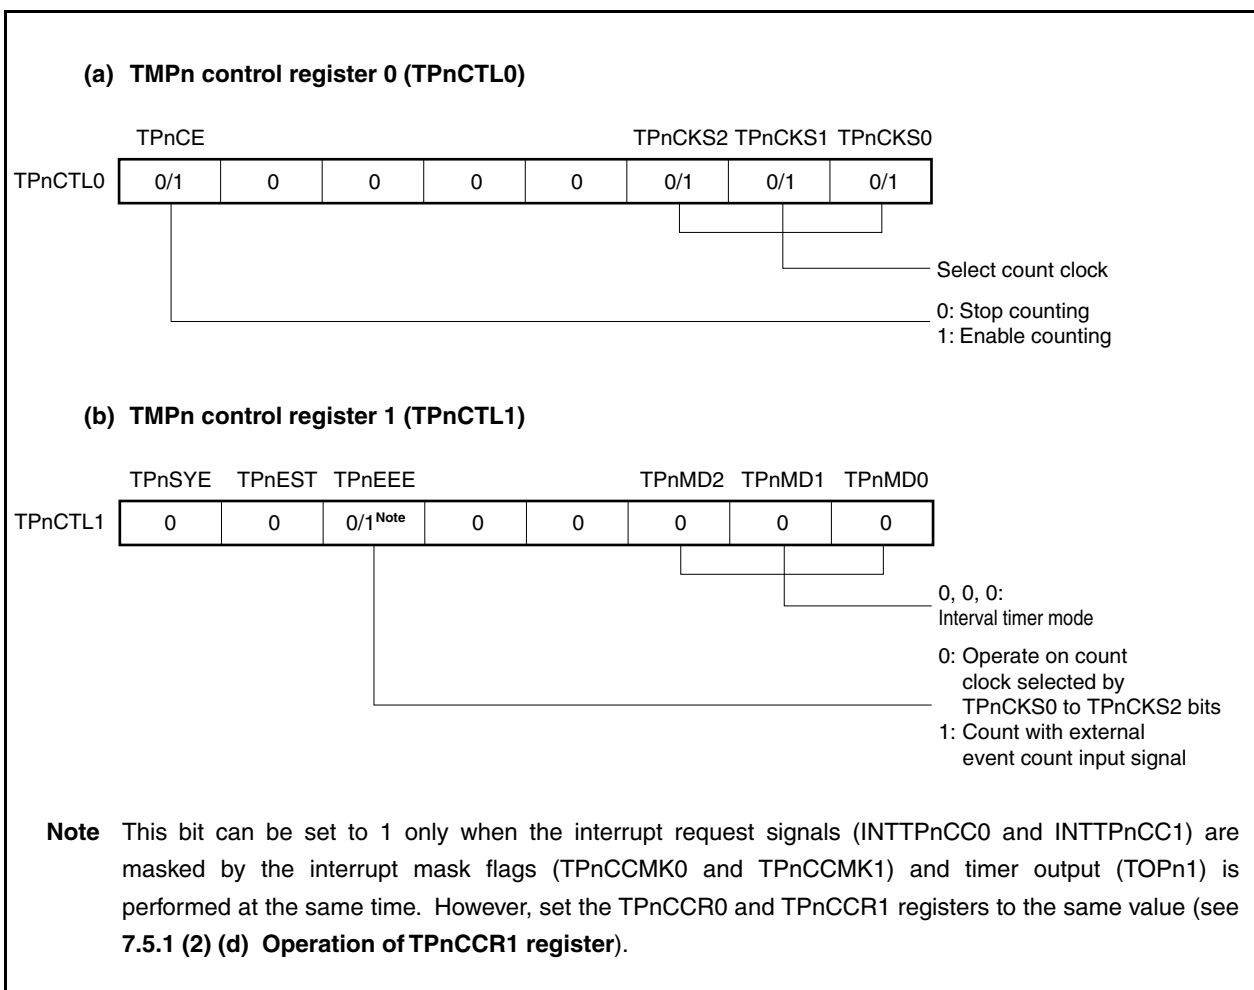 (a) TMPn control register 0 (TPnCTL0)
TPnCE TPnCKS2 TPnCKS1 TPnCKS0
TPnCTL0 0/1 0 0 0 0 0/1 0/1 0/1
Select count clock
0: Stop counting
1: Enable counting
(b) TMPn control register 1 (TPnCTL1)
TPnSYE TPnEST TPnEEE TPnMD2 TPnMD1 TPnMD0
TPnCTL1 0 0 0/1Note 0 0 0 0 0
0, 0, 0:
Interval timer mode
0: Operate on count
clock selected by
TPnCKS0 to TPnCKS2 bits
1: Count with external
event count input signal
Note This bit can be set to 1 only when the interrupt request signals (INTTPnCC0 and INTTPnCC1) are
masked by the interrupt mask flags (TPnCCMK0 and TPnCCMK1) and timer output (TOPn1) is
performed at the same time. However, set the TPnCCR0 and TPnCCR1 registers to the same value (see
7.5.1 (2) (d) Operation of TPnCCR1 register).